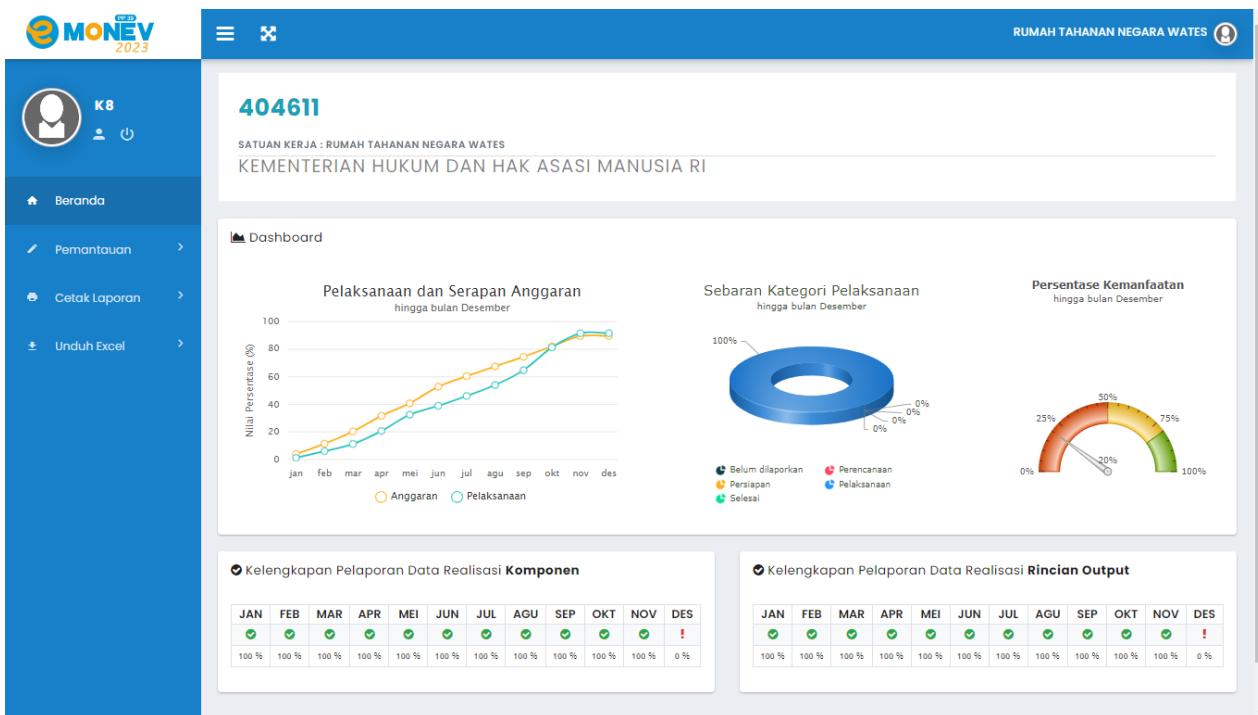 PP 39
e MONEV
2023
RUMAH TAHANAN NEGARA WATES
K8
Beranda
Pemantauan
Cetak Laporan
Unduh Excel
404611
SATUAN KERJA : RUMAH TAHANAN NEGARA WATES
KEMENTERIAN HUKUM DAN HAK ASASI MANUSIA RI
Dashboard
Pelaksanaan dan Serapan Anggaran
hingga bulan Desember
Nilai Persentase (%)
100
80
60
40
20
0
jan feb mar apr mei jun jul agu sep okt nov des
Anggaran Pelaksanaan
Sebaran Kategori Pelaksanaan
hingga bulan Desember
100%
0%
0%
0%
0%
Belum dilaporkan Perencanaan
Persiapan Pelaksanaan
Selesai
Persentase Kemanfaatan
hingga bulan Desember
50%
25% 75%
20%
0% 100%
Kelengkapan Pelaporan Data Realisasi Komponen
JAN FEB MAR APR MEI JUN JUL AGU SEP OKT NOV DES
100 % 100 % 100 % 100 % 100 % 100 % 100 % 100 % 100 % 100 % 100 % 0 %
Kelengkapan Pelaporan Data Realisasi Rincian Output
JAN FEB MAR APR MEI JUN JUL AGU SEP OKT NOV DES
100 % 100 % 100 % 100 % 100 % 100 % 100 % 100 % 100 % 100 % 100 % 0 %